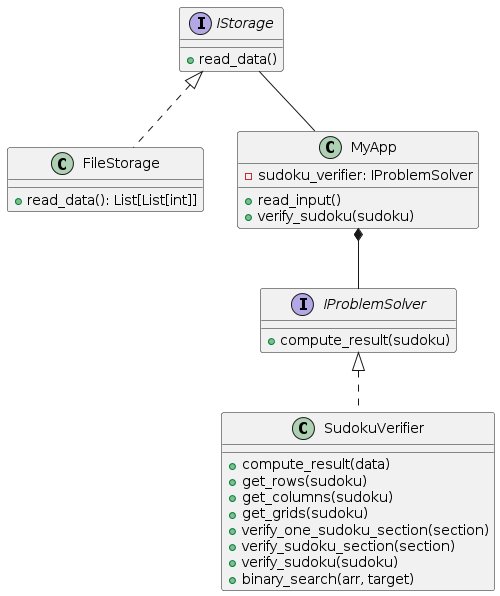 I IStorage
read_data()
C FileStorage
read_data(): List[List[int]]
C MyApp
sudoku_verifier: IProblemSolver
read_input()
verify_sudoku(sudoku)
I IProblemSolver
compute_result(sudoku)
C SudokuVerifier
compute_result(data)
get_rows(sudoku)
get_columns(sudoku)
get_grids(sudoku)
verify_one_sudoku_section(section)
verify_sudoku_section(section)
verify_sudoku(sudoku)
binary_search(arr, target)